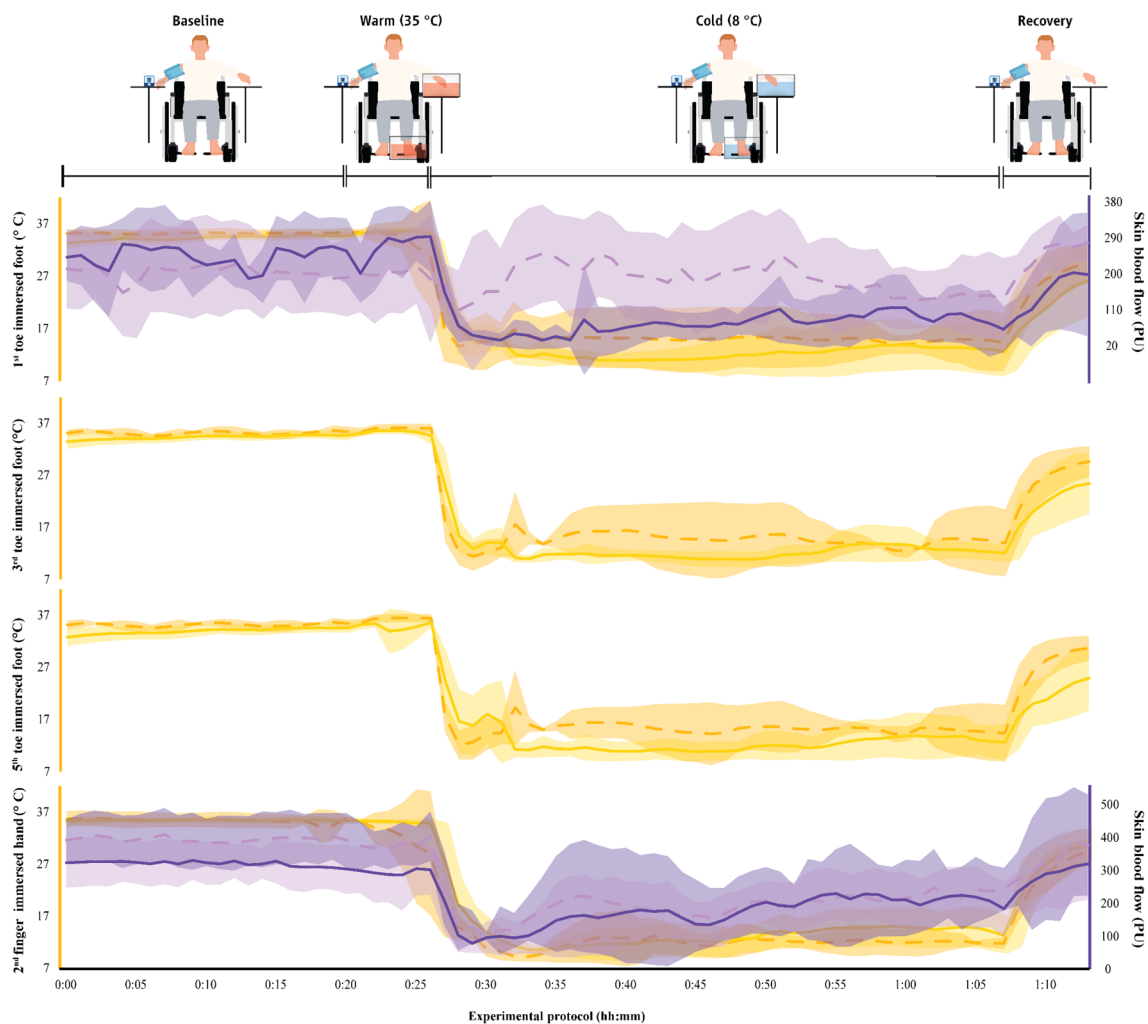 Baseline
Warm (35 °C)
Cold (8 °C)
Recovery
1st toe immersed foot (° C)
37
27
17
7
380
290
200
110
20
Skin blood flow (PU)
3rd toe immersed foot (°C)
37
27
17
7
5th toe immersed foot (°C)
37
27
17
7
2nd finger immersed hand (° C)
37
27
17
7
500
400
300
200
100
0
Skin blood flow (PU)
0:00 0:05 0:10 0:15 0:20 0:25 0:30 0:35 0:40 0:45 0:50 0:55 1:00 1:05 1:10
Experimental protocol (hh:mm)